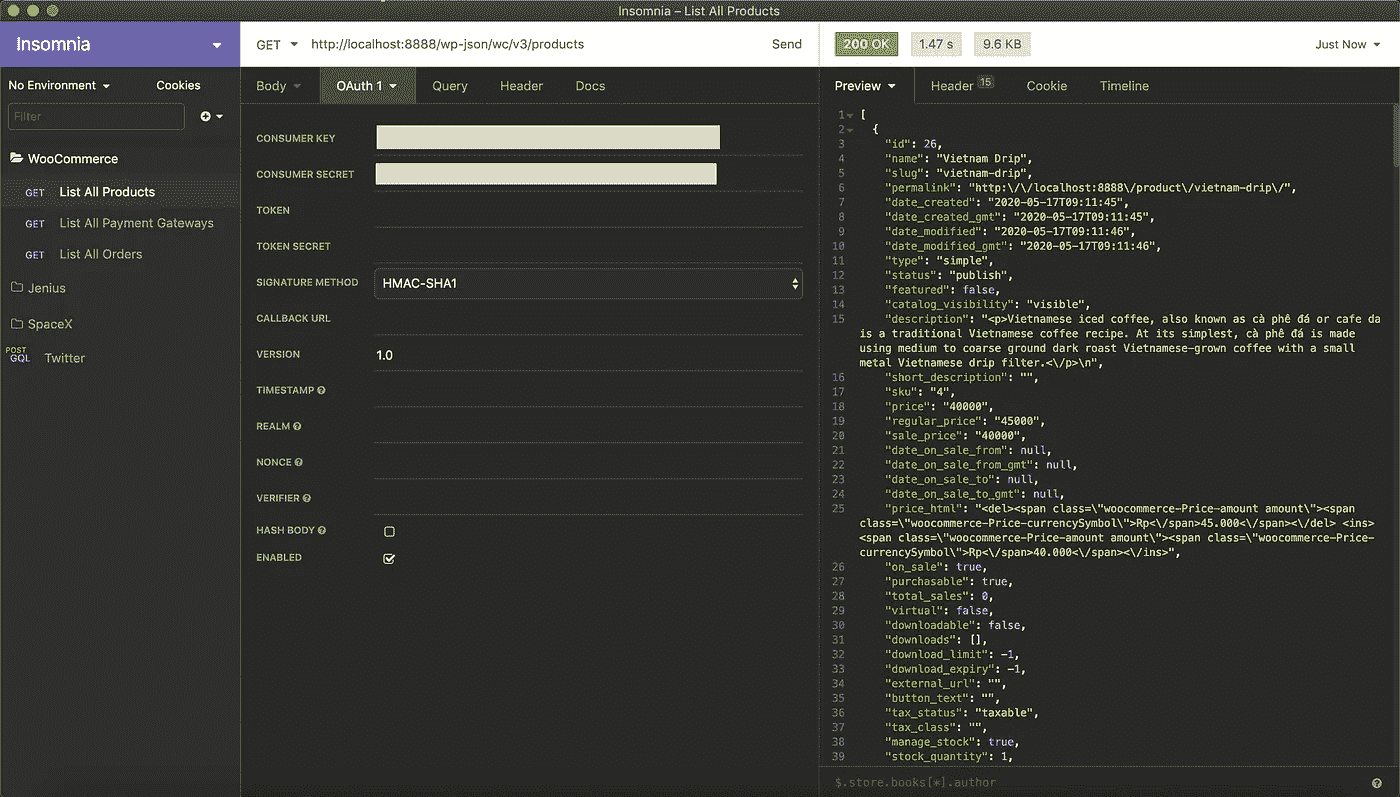 Insomnia – List All Products
Insomnia
GET http://localhost:8888/wp-json/wc/v3/products Send
200 OK 1.47 s 9.6 KB Just Now
No Environment Cookies
Filter
WooCommerce
GET List All Products
GET List All Payment Gateways
GET List All Orders
Jenius
SpaceX
POST
GQL Twitter
Body OAuth 1 Query Header Docs
CONSUMER KEY
CONSUMER SECRET
TOKEN
TOKEN SECRET
SIGNATURE METHOD HMAC-SHA1
CALLBACK URL
VERSION 1.0
TIMESTAMP
REALM
NONCE
VERIFIER
HASH BODY
ENABLED
Preview Header 15 Cookie Timeline
1 [
2 {
3 "id": 26,
4 "name": "Vietnam Drip",
5 "slug": "vietnam-drip",
6 "permalink": "http:\/\/localhost:8888\/product\/vietnam-drip\/",
7 "date_created": "2020-05-17T09:11:45",
8 "date_created_gmt": "2020-05-17T09:11:45",
9 "date_modified": "2020-05-17T09:11:46",
10 "date_modified_gmt": "2020-05-17T09:11:46",
11 "type": "simple",
12 "status": "publish",
13 "featured": false,
14 "catalog_visibility": "visible",
15 "description": "<p>Vietnamese iced coffee, also known as cà phê đá or cafe da
is a traditional Vietnamese coffee recipe. At its simplest, cà phê đá is made
using medium to coarse ground dark roast Vietnamese-grown coffee with a small
metal Vietnamese drip filter.<\/p>\n",
16 "short_description": "",
17 "sku": "4",
18 "price": "40000",
19 "regular_price": "45000",
20 "sale_price": "40000",
21 "date_on_sale_from": null,
22 "date_on_sale_from_gmt": null,
23 "date_on_sale_to": null,
24 "date_on_sale_to_gmt": null,
25 "price_html": "<del><span class=\"woocommerce-Price-amount amount\"><span
class=\"woocommerce-Price-currencySymbol\">Rp<\/span>45.000<\/span><\/del> <ins>
<span class=\"woocommerce-Price-amount amount\"><span class=\"woocommerce-Price-
currencySymbol\">Rp<\/span>40.000<\/span><\/ins>",
26 "on_sale": true,
27 "purchasable": true,
28 "total_sales": 0,
29 "virtual": false,
30 "downloadable": false,
31 "downloads": [],
32 "download_limit": -1,
33 "download_expiry": -1,
34 "external_url": "",
35 "button_text": "",
36 "tax_status": "taxable",
37 "tax_class": "",
38 "manage_stock": true,
39 "stock_quantity": 1,
$.store.books[*].author